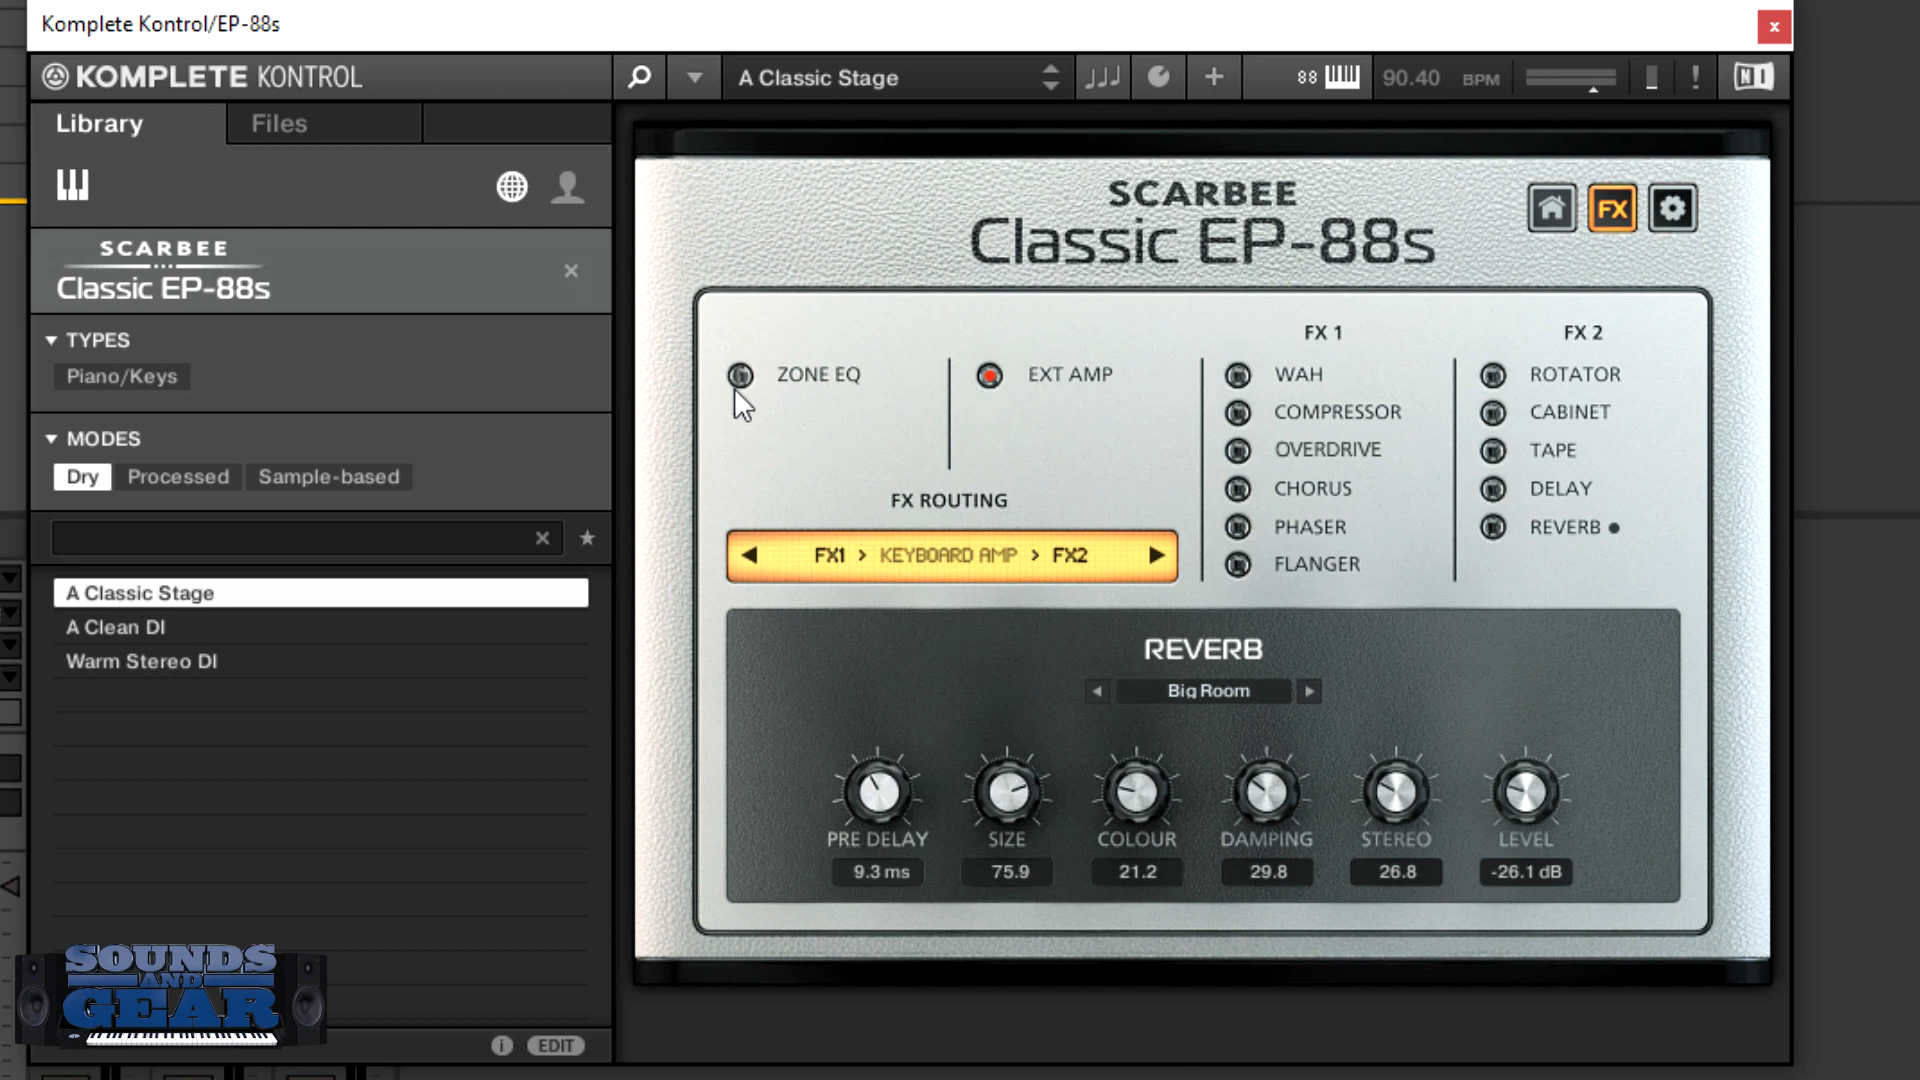 Komplete Kontrol/EP-88s
x
KOMPLETE KONTROL
A Classic Stage
88
90.40 BPM
!
NI
Library
Files
SCARBEE
Classic EP-88s
TYPES
Piano/Keys
MODES
Dry
Processed
Sample-based
A Classic Stage
A Clean DI
Warm Stereo DI
i
EDIT
SOUNDS
AND
GEAR
SCARBEE
Classic EP-88s
FX
ZONE EQ
EXT AMP
FX ROUTING
FX1 > KEYBOARD AMP > FX2
FX 1
WAH
COMPRESSOR
OVERDRIVE
CHORUS
PHASER
FLANGER
FX 2
ROTATOR
CABINET
TAPE
DELAY
REVERB
REVERB
Big Room
PRE DELAY
SIZE
COLOUR
DAMPING
STEREO
LEVEL
9.3 ms
75.9
21.2
29.8
26.8
-26.1 dB